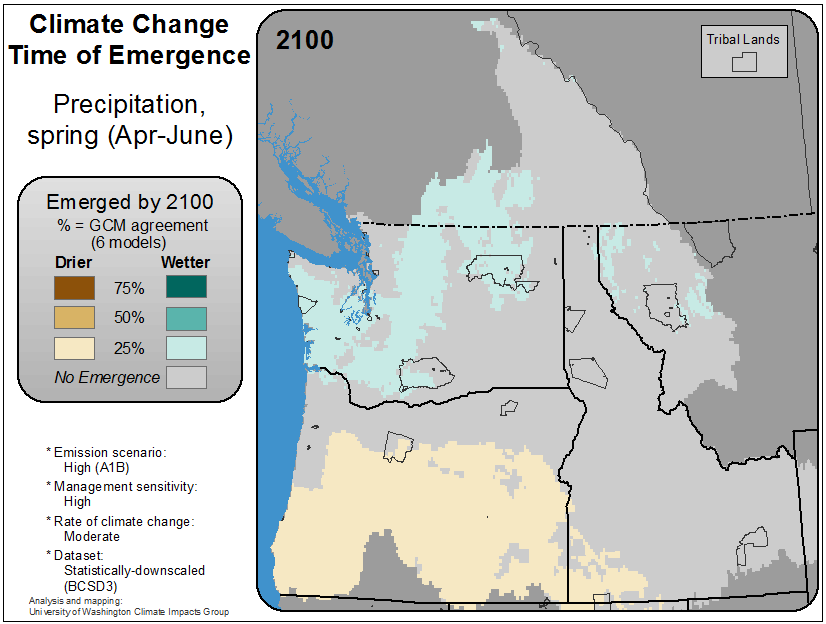 Climate Change
Time of Emergence
Precipitation,
spring (Apr-June)
Emerged by 2100
% = GCM agreement
(6 models)
Drier Wetter
75%
50%
25%
No Emergence
* Emission scenario:
High (A1B)
* Management sensitivity:
High
* Rate of climate change:
Moderate
* Dataset:
Statistically-downscaled
(BCSD3)
Analysis and mapping:
University of Washington Climate Impacts Group
2100
Tribal Lands